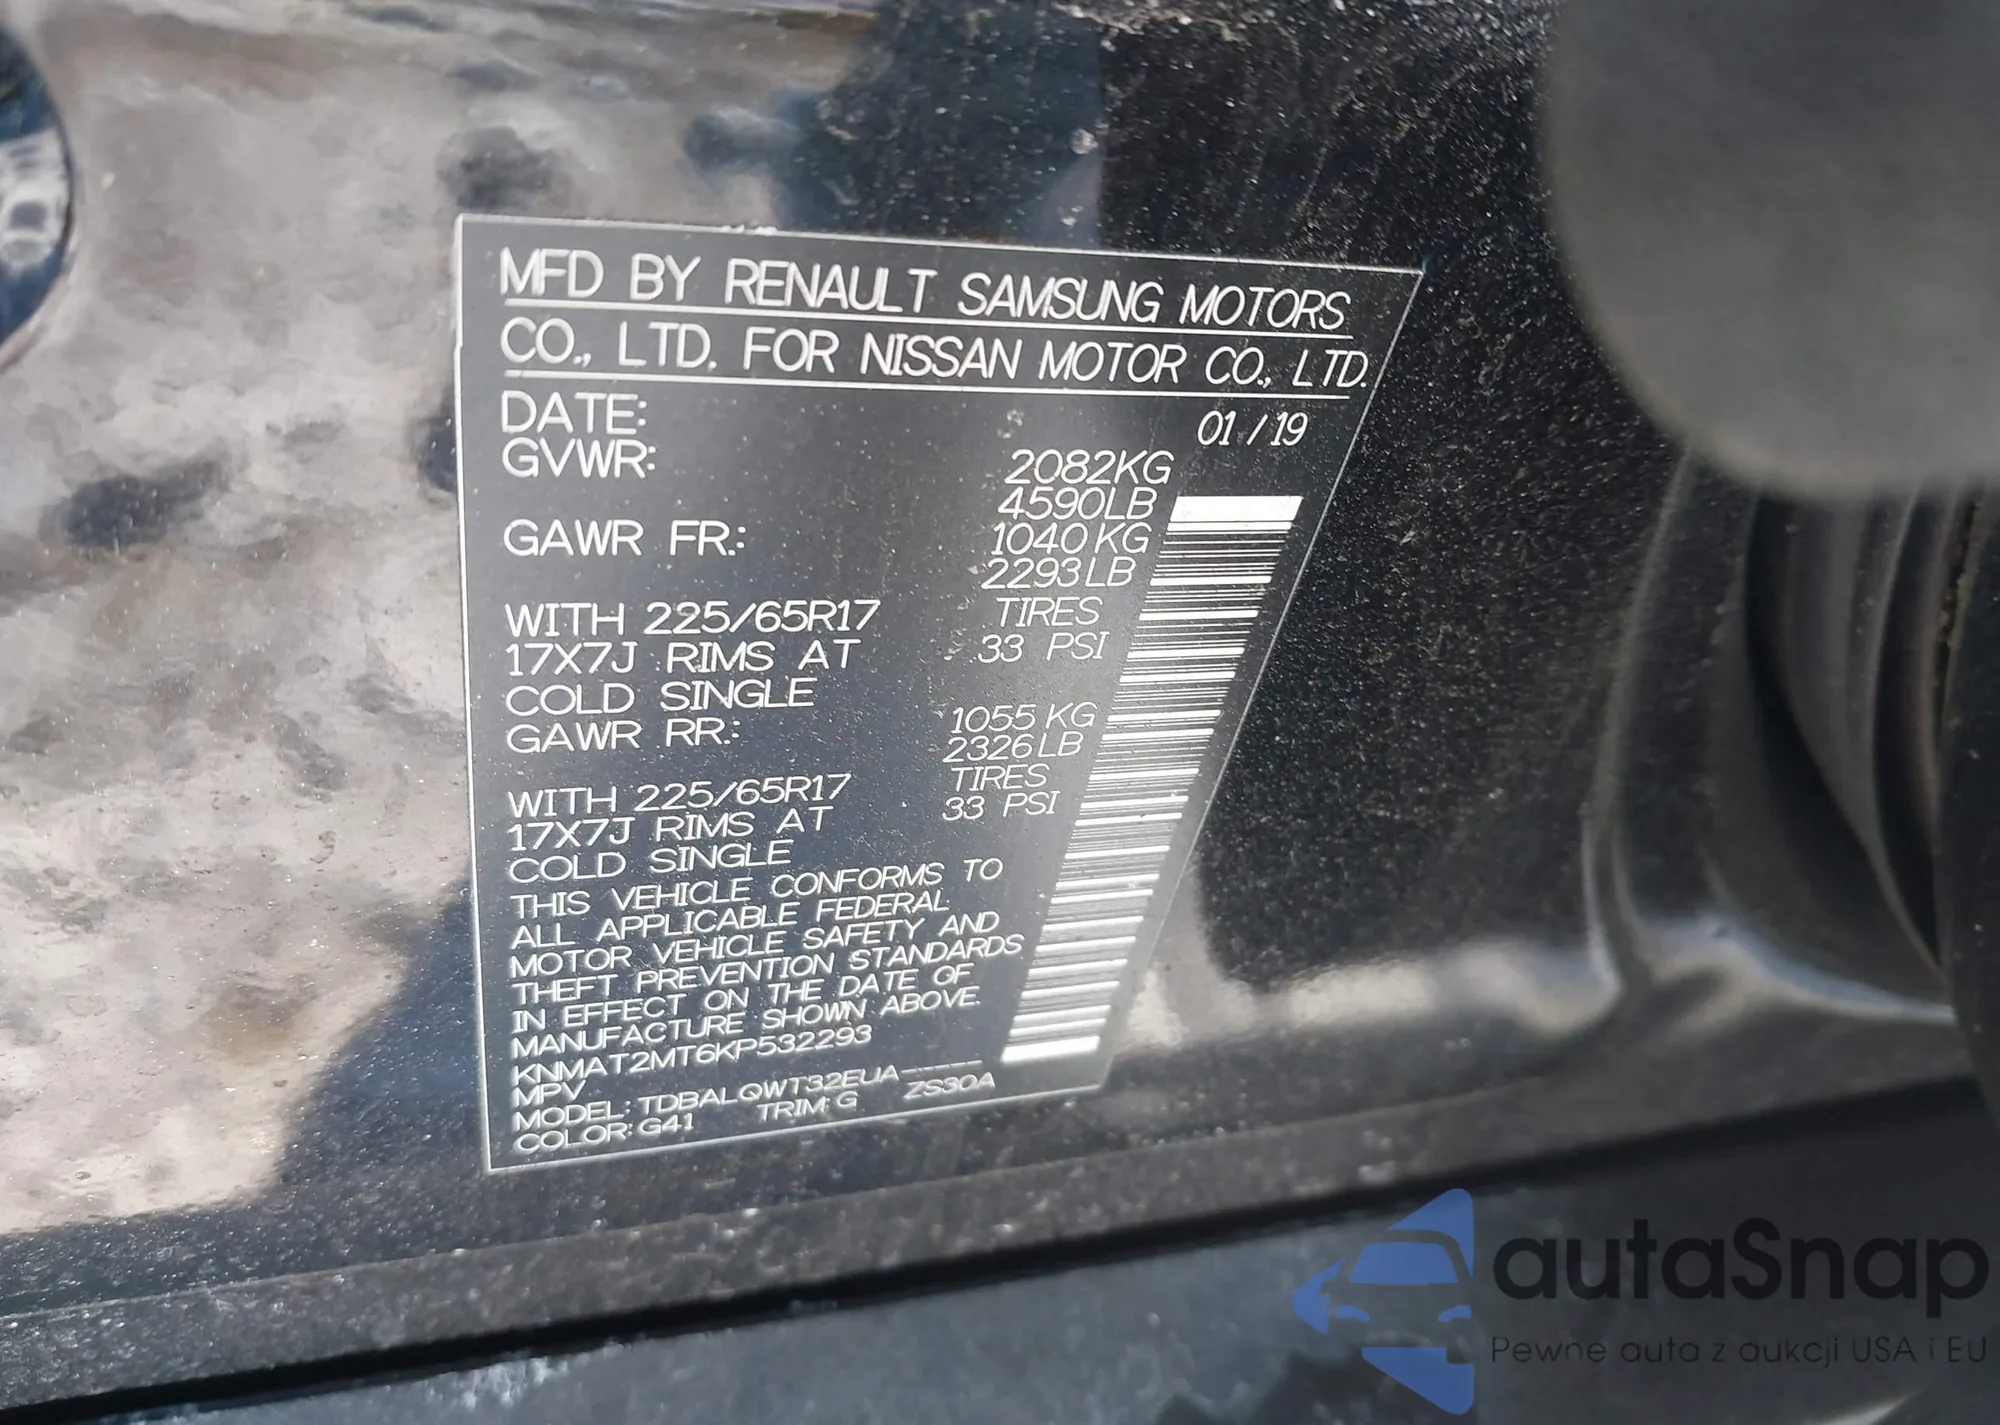 MFD BY RENAULT SAMSUNG MOTORS
CO., LTD. FOR NISSAN MOTOR CO., LTD.
DATE: 01 / 19
GVWR: 2082KG
4590LB
GAWR FR.: 1040 KG
2293LB
WITH 225/65R17 TIRES
17X7J RIMS AT 33 PSI
COLD SINGLE
GAWR RR.: 1055 KG
2326LB
WITH 225/65R17 TIRES
17X7J RIMS AT 33 PSI
COLD SINGLE
THIS VEHICLE CONFORMS TO
ALL APPLICABLE FEDERAL
MOTOR VEHICLE SAFETY AND
THEFT PREVENTION STANDARDS
IN EFFECT ON THE DATE OF
MANUFACTURE SHOWN ABOVE.
KNMAT2MT6KP532293
MPV
MODEL: TDBALQWT32EUA-----
COLOR: G41 TRIM: G ZS30A
autaSnap
Pewne auta z aukcji USA i EU